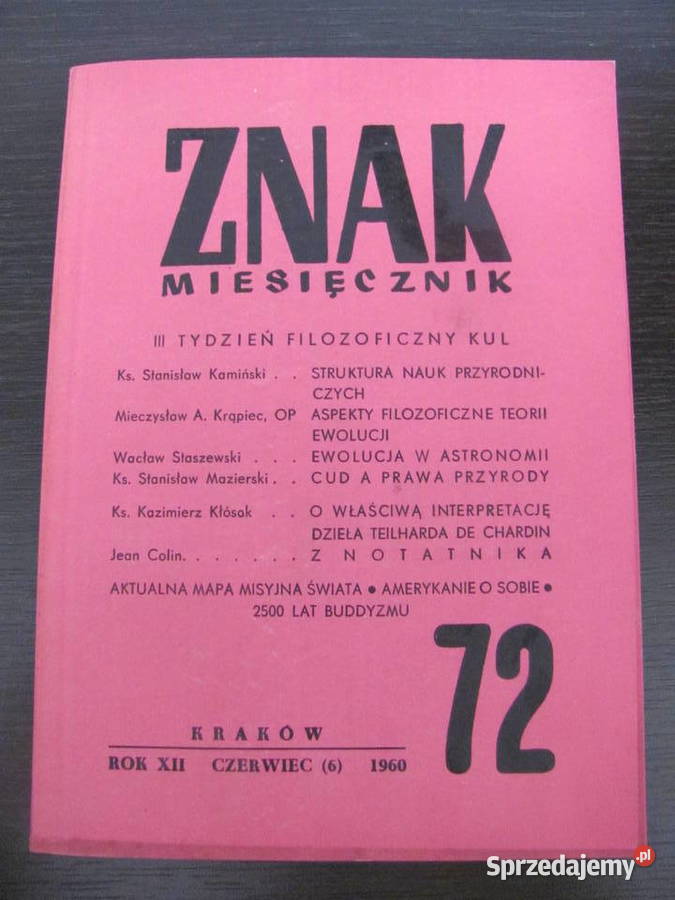 ZNAK
MIESIĘCZNIK
III TYDZIEŃ FILOZOFICZNY KUL
Ks. Stanisław Kamiński . . STRUKTURA NAUK PRZYRODNI-
CZYCH
Mieczysław A. Krąpiec, OP ASPEKTY FILOZOFICZNE TEORII
EWOLUCJI
Wacław Staszewski . . . EWOLUCJA W ASTRONOMII
Ks. Stanisław Mazierski . . CUD A PRAWA PRZYRODY
Ks. Kazimierz Kłósak . . O WŁAŚCIWĄ INTERPRETACJĘ
DZIEŁA TEILHARDA DE CHARDIN
Jean Colin. . . . . . . Z NOTATNIKA
AKTUALNA MAPA MISYJNA ŚWIATA ● AMERYKANIE O SOBIE ●
2500 LAT BUDDYZMU
72
KRAKÓW
ROK XII CZERWIEC (6) 1960
Sprzedajemy.pl